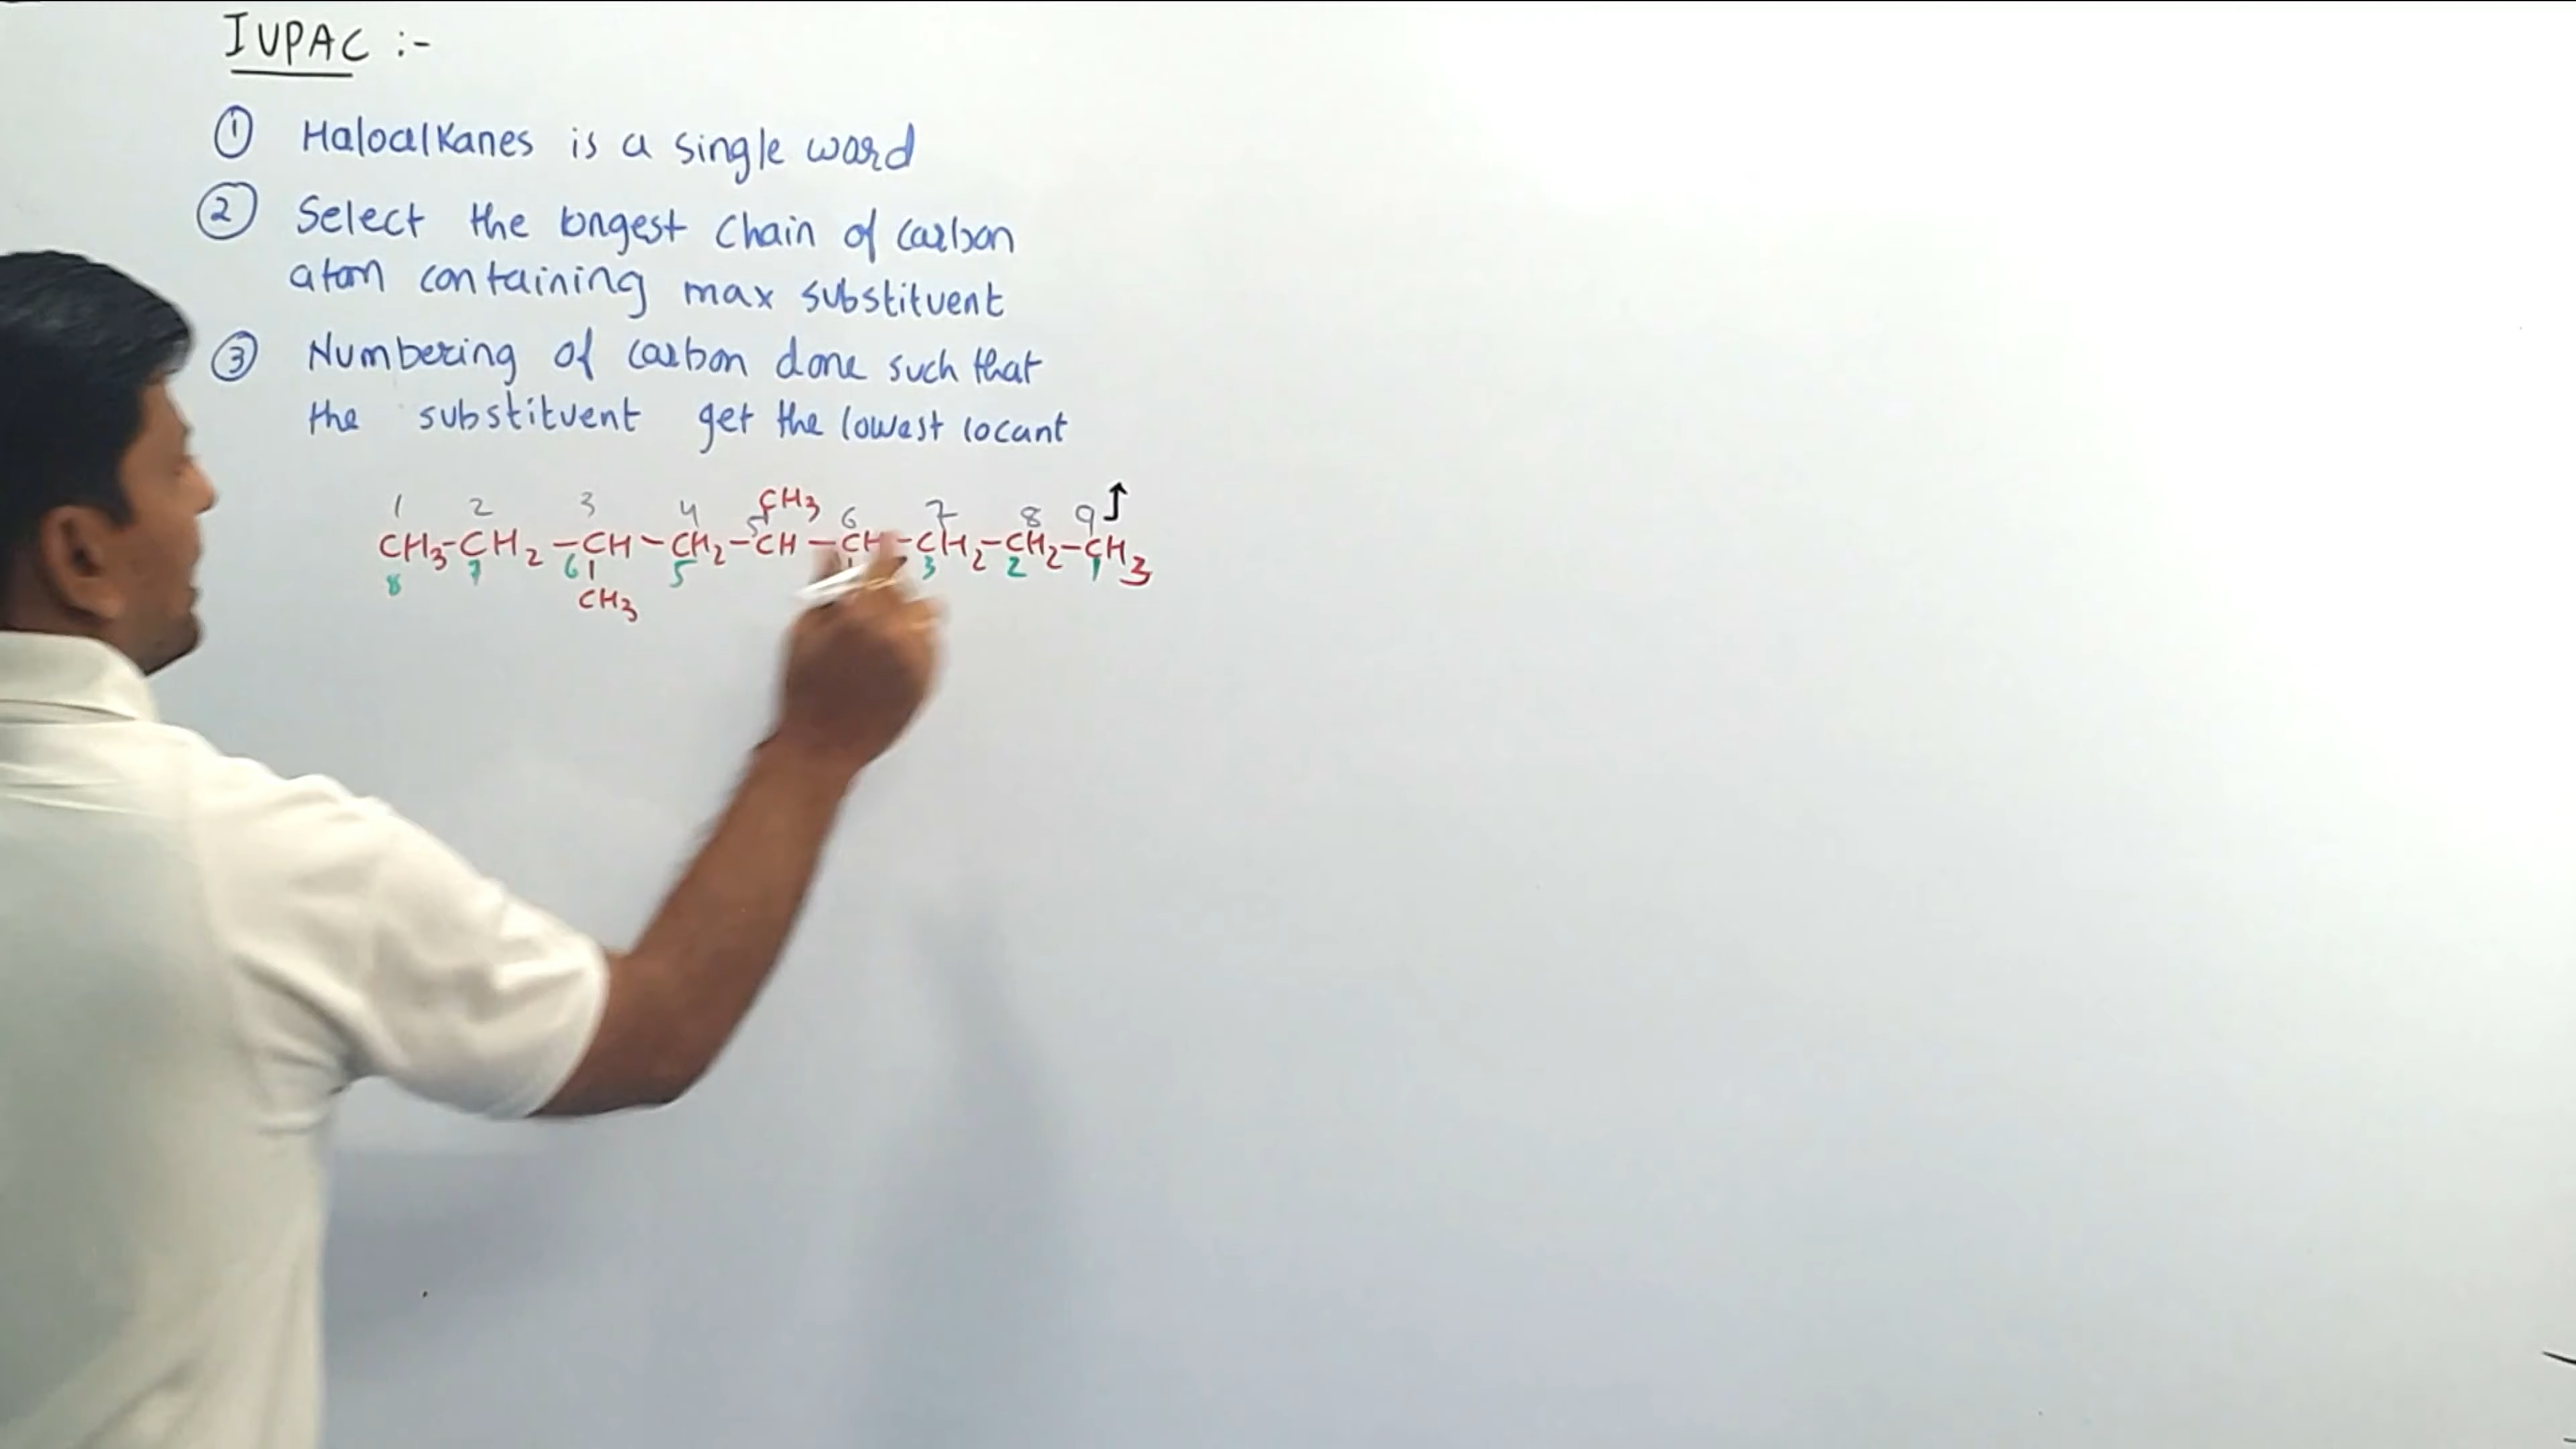 IUPAC :-
① Haloalkanes is a single word
② Select the longest chain of carbon
atom containing max substituent
③ Numbering of carbon done such that
the substituent get the lowest locant
CH3
1 2 3 4 5 6 7 8 9
CH3-CH2-CH-CH2-CH-CH-CH2-CH2-CH3
8 7 6 5 3 2 1
CH3